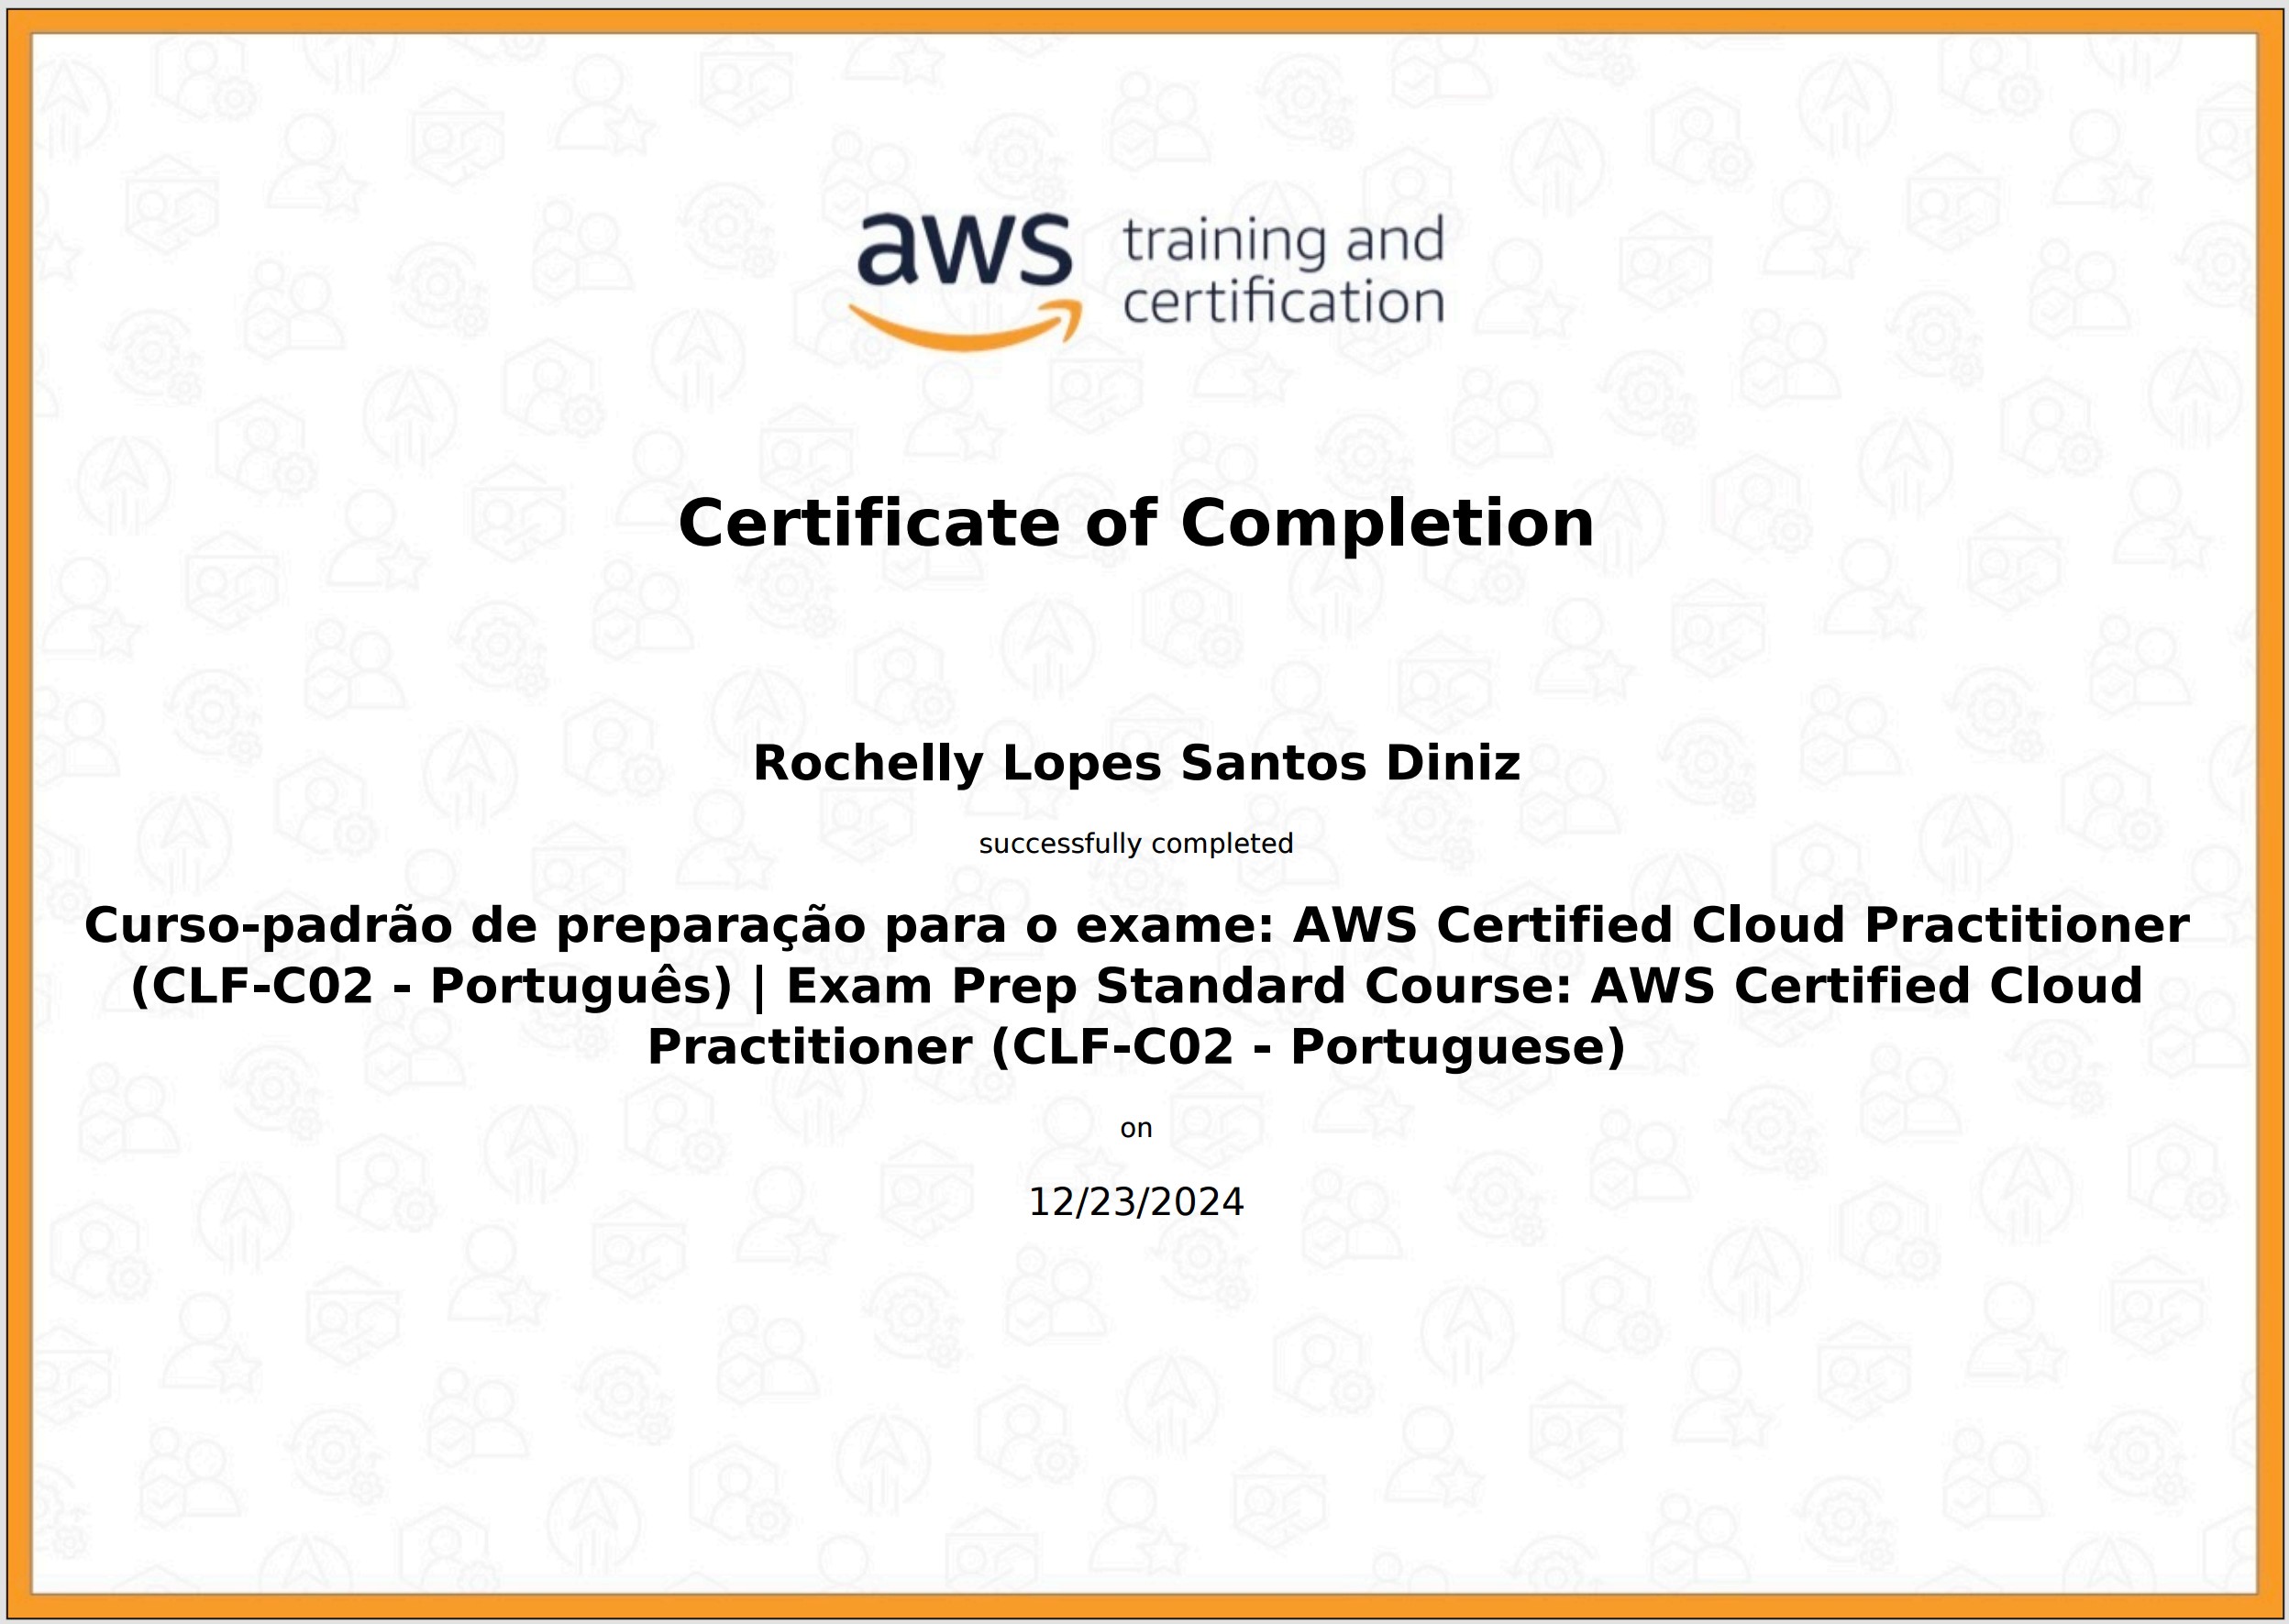 aws training and
certification
Certificate of Completion
Rochelly Lopes Santos Diniz
successfully completed
Curso-padrão de preparação para o exame: AWS Certified Cloud Practitioner
(CLF-C02 - Português) | Exam Prep Standard Course: AWS Certified Cloud
Practitioner (CLF-C02 - Portuguese)
on
12/23/2024